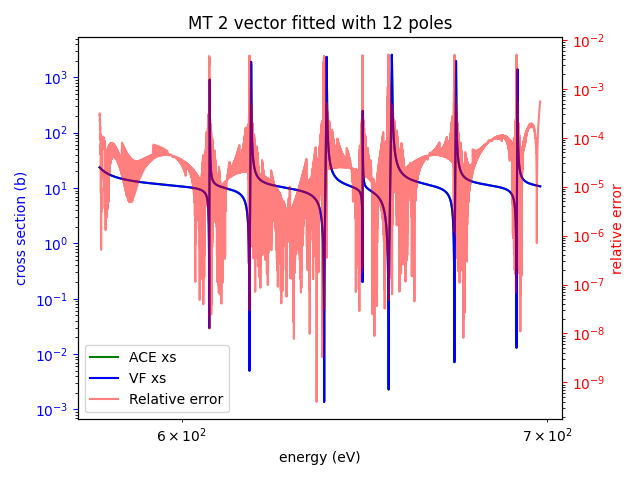 MT 2 vector fitted with 12 poles
cross section (b)
10³
10²
10¹
10⁰
10⁻¹
10⁻²
10⁻³
10⁻²
10⁻³
10⁻⁴
10⁻⁵
10⁻⁶
10⁻⁷
10⁻⁸
10⁻⁹
relative error
ACE xs
VF xs
Relative error
6 × 10² 7 × 10²
energy (eV)